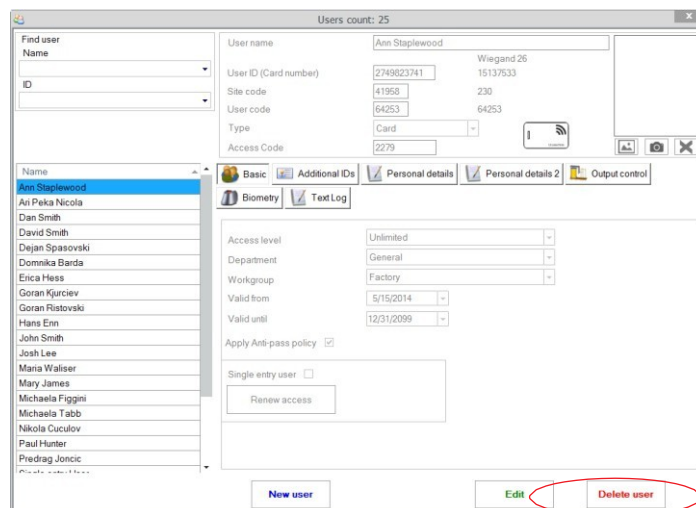 Users count: 25
x
Find user
Name
ID
User name
Ann Staplewood
Wiegand 26
User ID (Card number)
2749823741
15137533
Site code
41958
230
User code
64253
64253
Type
Card
Access Code
2279
Name
Ann Staplewood
Ari Peka Nicola
Dan Smith
David Smith
Dejan Spasovski
Domnika Barda
Erica Hess
Goran Kjurciev
Goran Ristovski
Hans Enn
John Smith
Josh Lee
Maria Waliser
Mary James
Michaela Figgini
Michaela Tabb
Nikola Cuculov
Paul Hunter
Predrag Joncic
Single entry User
Basic
Additional IDs
Personal details
Personal details 2
Output control
Biometry
Text Log
Access level
Unlimited
Department
General
Workgroup
Factory
Valid from
5/15/2014
Valid until
12/31/2099
Apply Anti-pass policy
Single entry user
Renew access
New user
Edit
Delete user